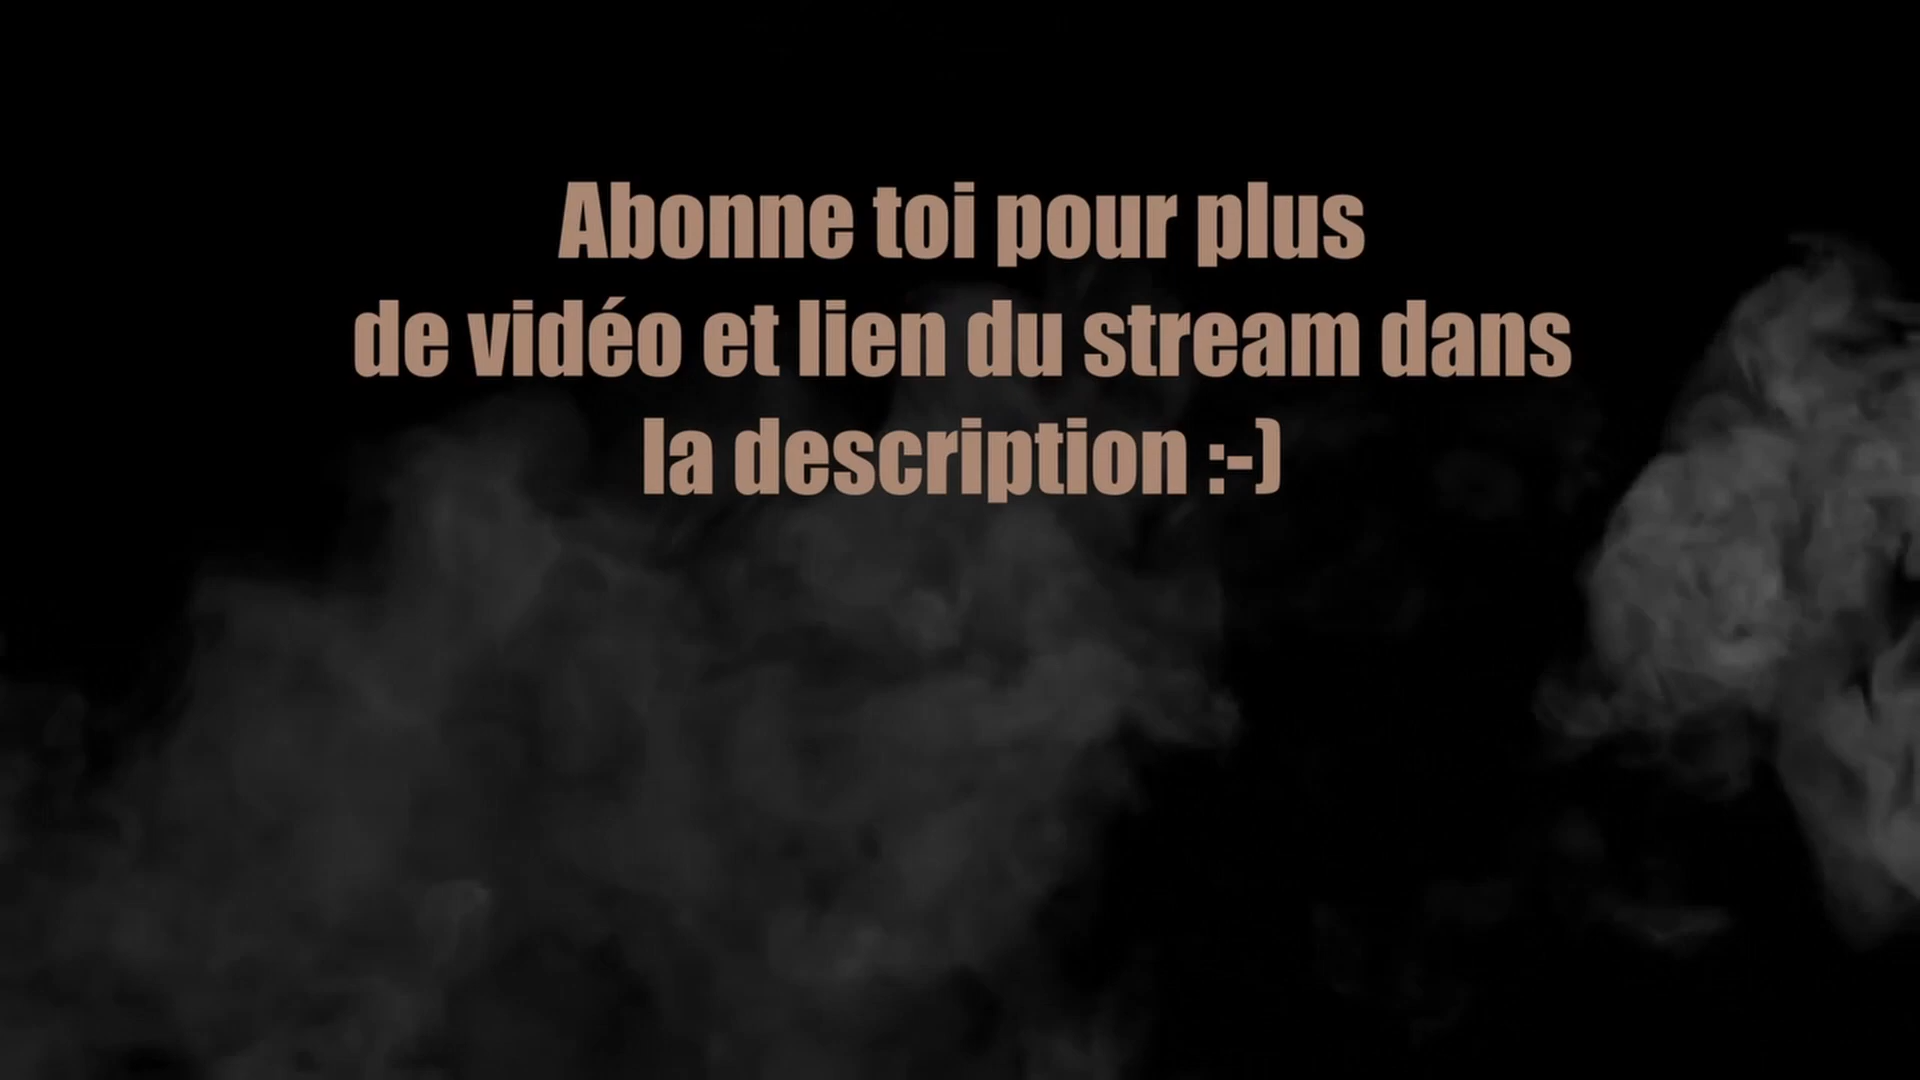 Abonne toi pour plus
de vidéo et lien du stream dans
la description :-)